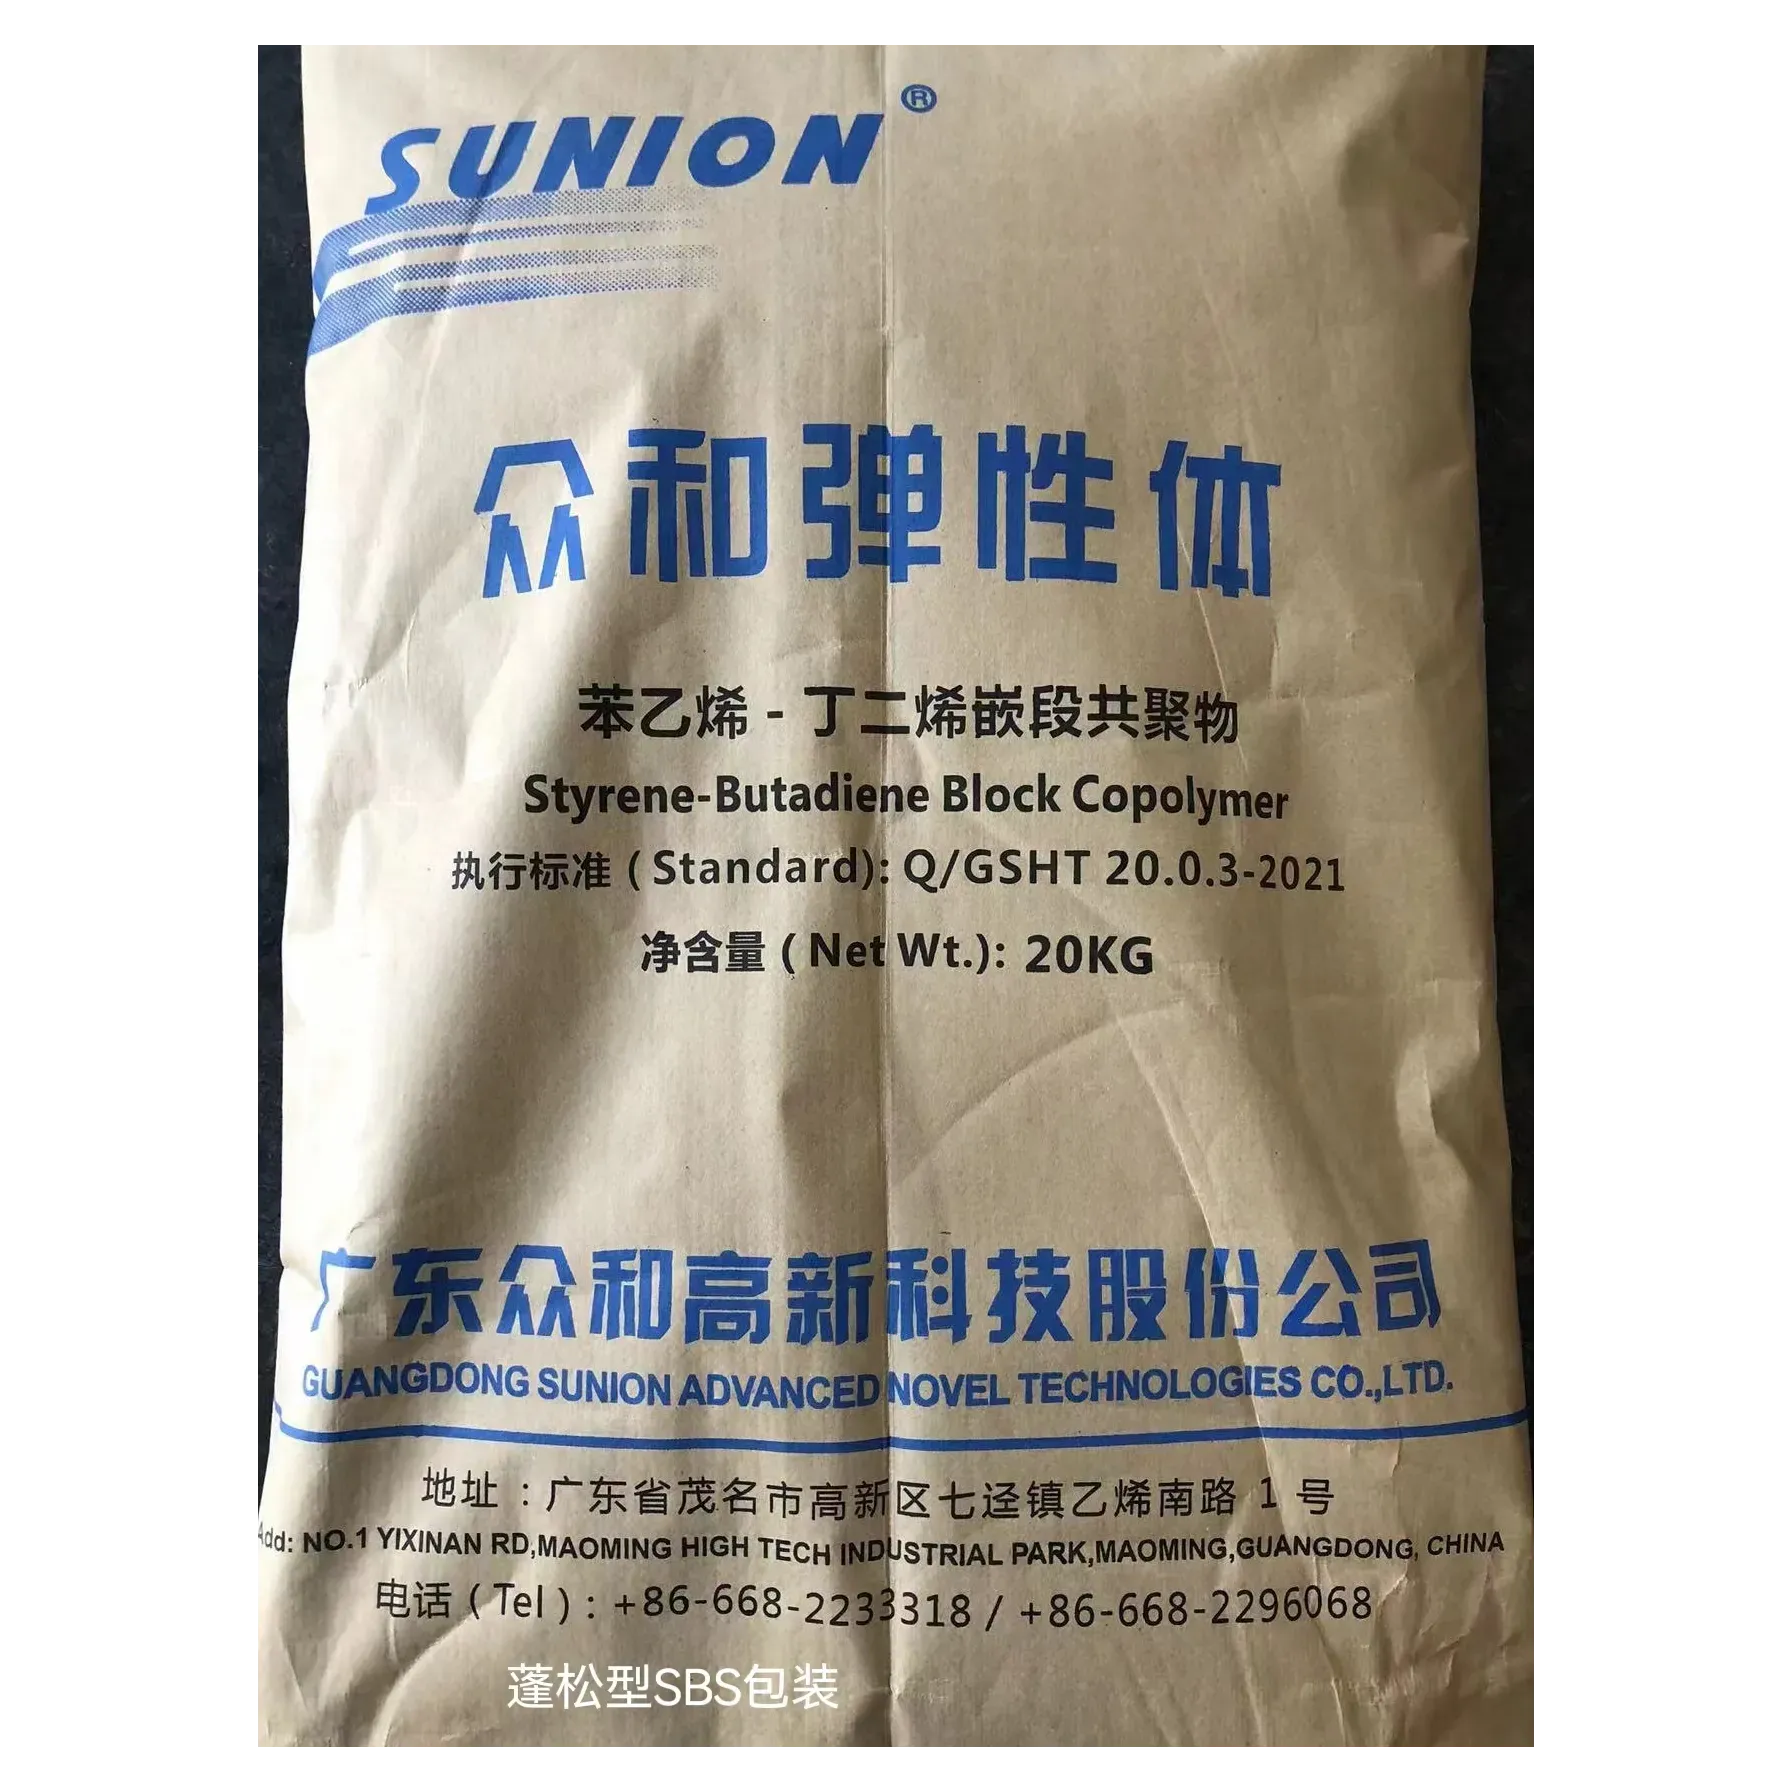 SUNION®
众和弹性体
苯乙烯-丁二烯嵌段共聚物
Styrene-Butadiene Block Copolymer
执行标准(Standard): Q/GSHT 20.0.3-2021
净含量(Net Wt.): 20KG
广东众和高新科技股份公司
GUANGDONG SUNION ADVANCED NOVEL TECHNOLOGIES CO.,LTD.
地址:广东省茂名市高新区七迳镇乙烯南路 1 号
Add: NO.1 YIXINAN RD,MAOMING HIGH TECH INDUSTRIAL PARK,MAOMING,GUANGDONG, CHINA
电话(Tel): +86-668-2233318 / +86-668-2296068
蓬松型SBS包装